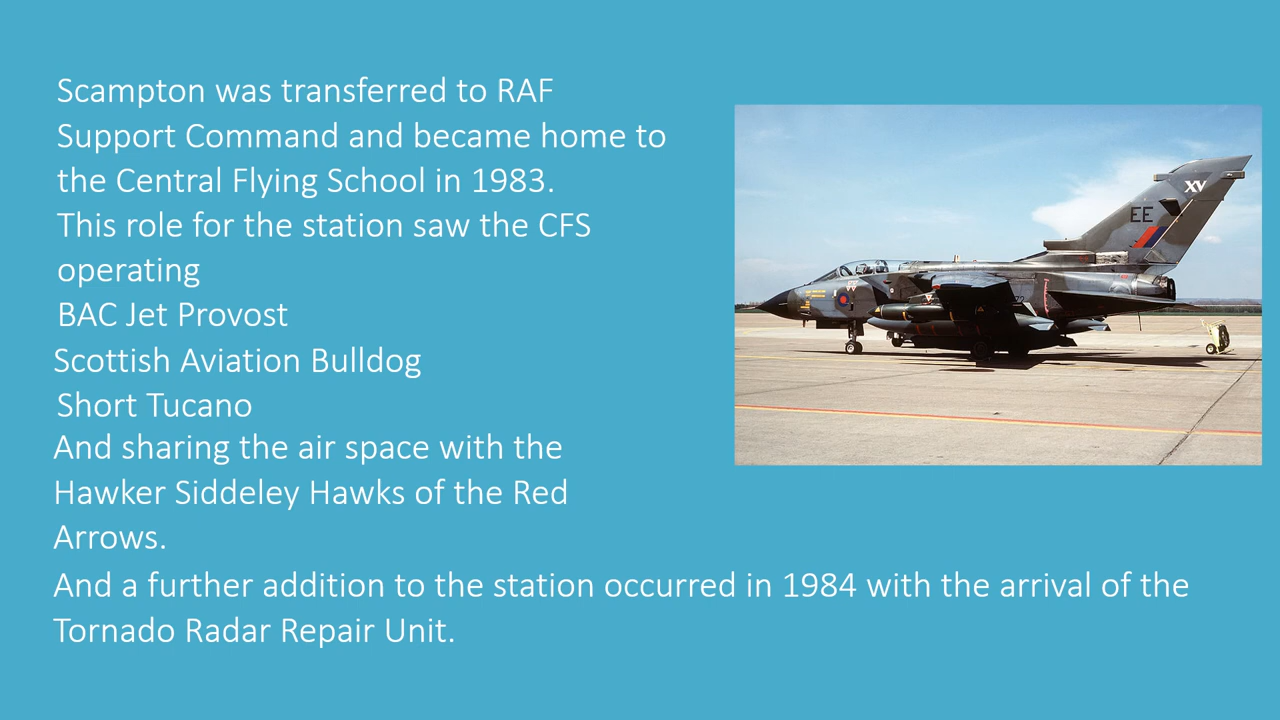 Scampton was transferred to RAF
Support Command and became home to
the Central Flying School in 1983.
This role for the station saw the CFS
operating
BAC Jet Provost
Scottish Aviation Bulldog
Short Tucano
And sharing the air space with the
Hawker Siddeley Hawks of the Red
Arrows.
And a further addition to the station occurred in 1984 with the arrival of the
Tornado Radar Repair Unit.
XV
EE